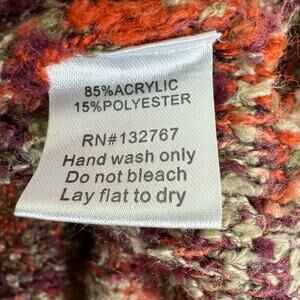 85%ACRYLIC
15%POLYESTER
RN#132767
Hand wash only
Do not bleach
Lay flat to dry